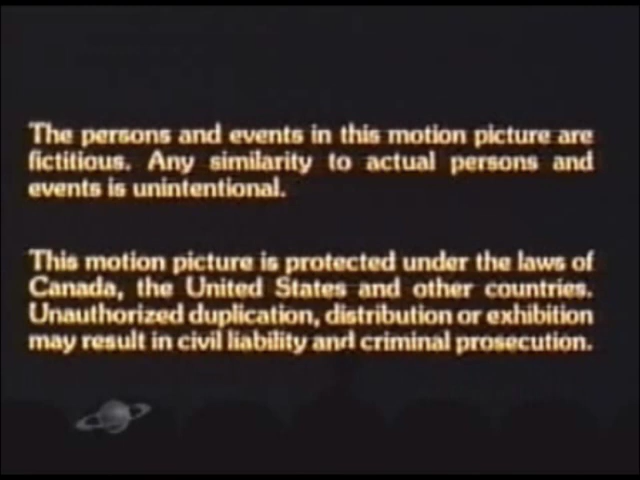 The persons and events in this motion picture are
fictitious. Any similarity to actual persons and
events is unintentional.
This motion picture is protected under the laws of
Canada, the United States and other countries.
Unauthorized duplication, distribution or exhibition
may result in civil liability and criminal prosecution.